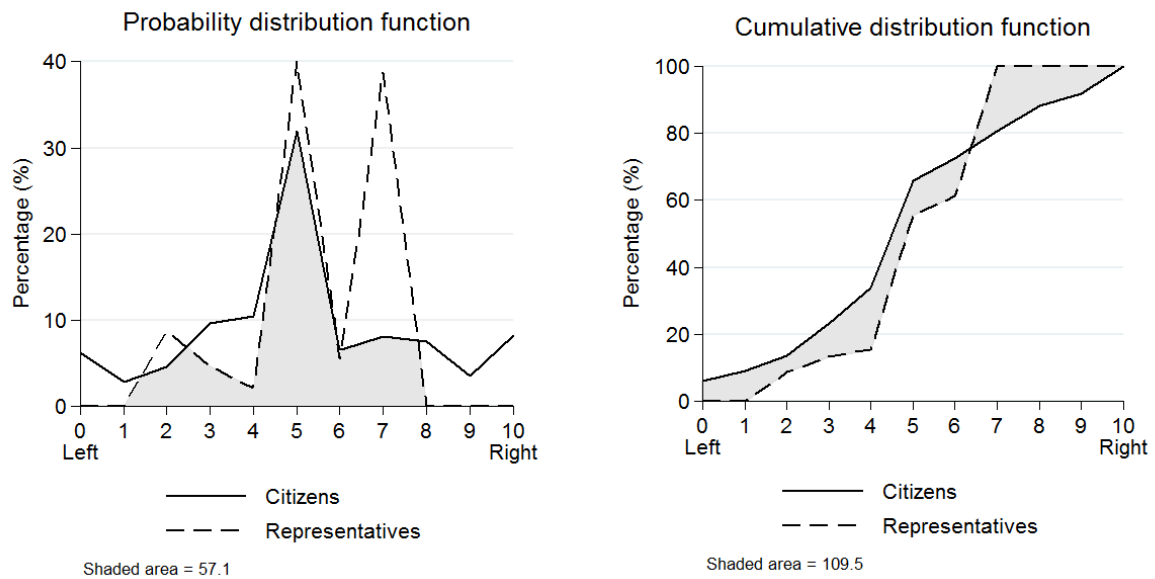 Probability distribution function
Percentage (%)
40
30
20
10
0
0 1 2 3 4 5 6 7 8 9 10
Left Right
Citizens
Representatives
Shaded area = 57.1
Cumulative distribution function
Percentage (%)
100
80
60
40
20
0
0 1 2 3 4 5 6 7 8 9 10
Left Right
Citizens
Representatives
Shaded area = 109.5